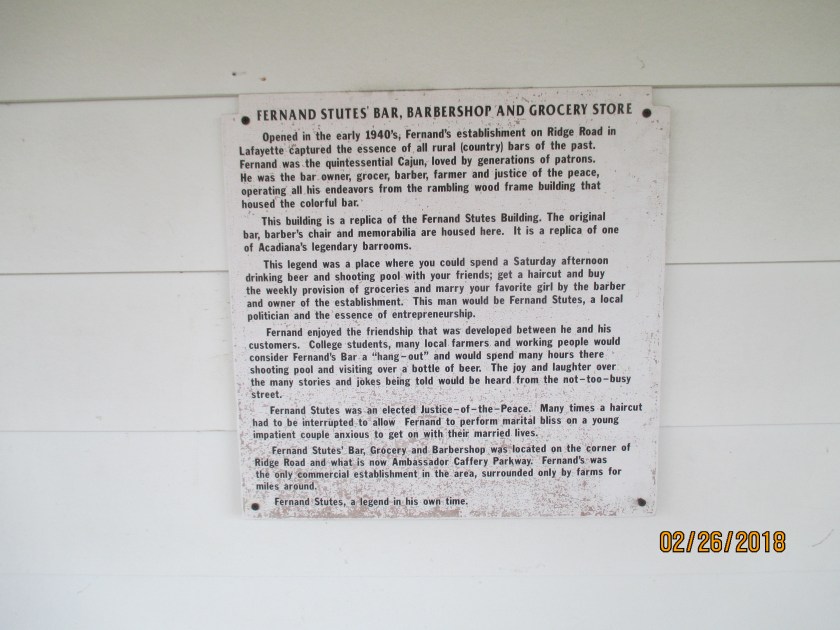 FERNAND STUTES' BAR, BARBERSHOP AND GROCERY STORE
Opened in the early 1940's, Fernand's establishment on Ridge Road in
Lafayette captured the essence of all rural (country) bars of the past.
Fernand was the quintessential Cajun, loved by generations of patrons.
He was the bar owner, grocer, barber, farmer and justice of the peace,
operating all his endeavors from the rambling wood frame building that
housed the colorful bar.
This building is a replica of the Fernand Stutes Building. The original
bar, barber's chair and memorabilia are housed here. It is a replica of one
of Acadiana's legendary barrooms.
This legend was a place where you could spend a Saturday afternoon
drinking beer and shooting pool with your friends; get a haircut and buy
the weekly provision of groceries and marry your favorite girl by the barber
and owner of the establishment. This man would be Fernand Stutes, a local
politician and the essence of entrepreneurship.
Fernand enjoyed the friendship that was developed between he and his
customers. College students, many local farmers and working people would
consider Fernand's Bar a "hang-out" and would spend many hours there
shooting pool and visiting over a bottle of beer. The joy and laughter over
the many stories and jokes being told would be heard from the not-too-busy
street.
Fernand Stutes was an elected Justice-of-the-Peace. Many times a haircut
had to be interrupted to allow Fernand to perform marital bliss on a young
impatient couple anxious to get on with their married lives.
Fernand Stutes' Bar, Grocery and Barbershop was located on the corner of
Ridge Road and what is now Ambassador Caffery Parkway. Fernand's was
the only commercial establishment in the area, surrounded only by farms for
miles around.
Fernand Stutes, a legend in his own time.
02/26/2018